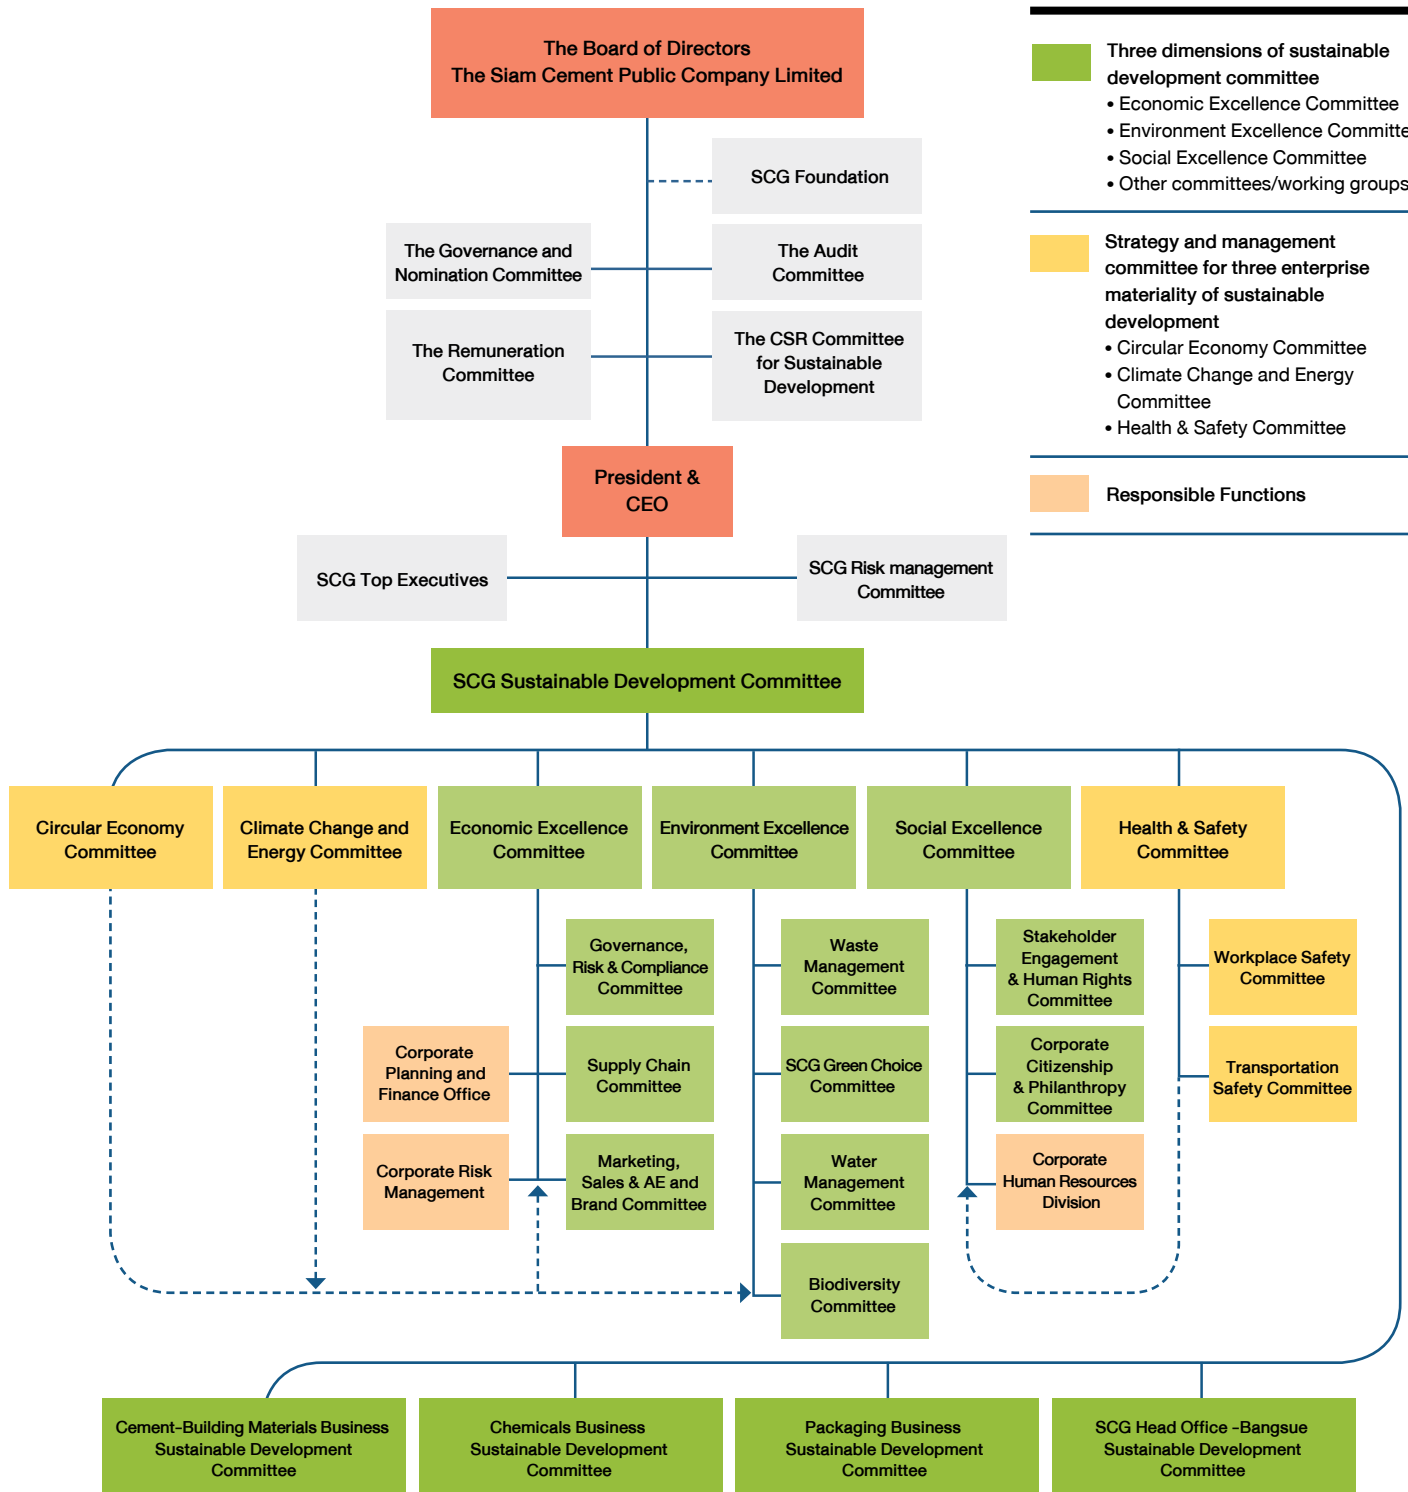 The Board of Directors
The Siam Cement Public Company Limited
SCG Foundation
The Governance and
Nomination Committee
The Audit
Committee
The Remuneration
Committee
The CSR Committee
for Sustainable
Development
President &
CEO
SCG Top Executives
SCG Risk management
Committee
SCG Sustainable Development Committee
Three dimensions of sustainable
development committee
• Economic Excellence Committee
• Environment Excellence Committe
• Social Excellence Committee
• Other committees/working groups
Strategy and management
committee for three enterprise
materiality of sustainable
development
• Circular Economy Committee
• Climate Change and Energy
Committee
• Health & Safety Committee
Responsible Functions
Circular Economy
Committee
Climate Change and
Energy Committee
Economic Excellence
Committee
Environment Excellence
Committee
Social Excellence
Committee
Health & Safety
Committee
Governance,
Risk & Compliance
Committee
Corporate
Planning and
Finance Office
Supply Chain
Committee
Corporate Risk
Management
Marketing,
Sales & AE and
Brand Committee
Waste
Management
Committee
SCG Green Choice
Committee
Water
Management
Committee
Biodiversity
Committee
Stakeholder
Engagement
& Human Rights
Committee
Corporate
Citizenship
& Philanthropy
Committee
Corporate
Human Resources
Division
Workplace Safety
Committee
Transportation
Safety Committee
Cement-Building Materials Business
Sustainable Development
Committee
Chemicals Business
Sustainable Development
Committee
Packaging Business
Sustainable Development
Committee
SCG Head Office -Bangsue
Sustainable Development
Committee